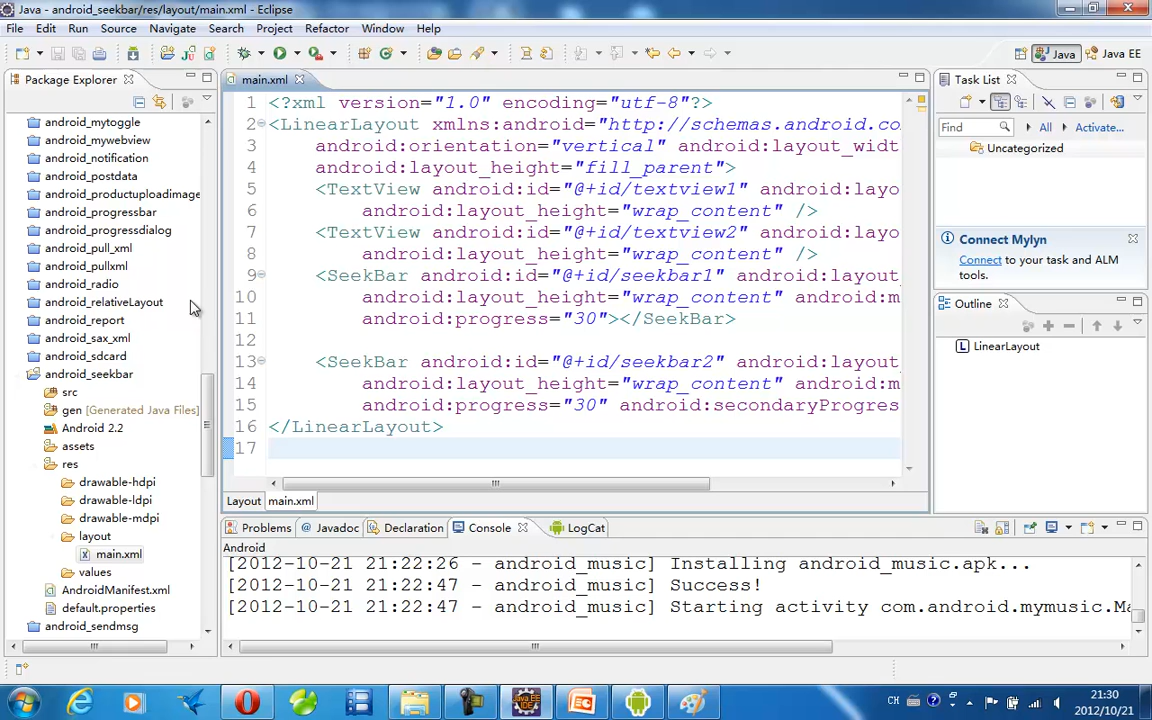 Java - android_seekbar/res/layout/main.xml - Eclipse
File Edit Run Source Navigate Search Project Refactor Window Help
Java
Java EE
Package Explorer
android_mytoggle
android_mywebview
android_notification
android_postdata
android_productuploadimage
android_progressbar
android_progressdialog
android_pull_xml
android_pullxml
android_radio
android_relativeLayout
android_report
android_sax_xml
android_sdcard
android_seekbar
src
gen [Generated Java Files]
Android 2.2
assets
res
drawable-hdpi
drawable-ldpi
drawable-mdpi
layout
main.xml
values
AndroidManifest.xml
default.properties
android_sendmsg
main.xml
1 <?xml version="1.0" encoding="utf-8"?>
2 <LinearLayout xmlns:android="http://schemas.android.co
3 android:orientation="vertical" android:layout_widt
4 android:layout_height="fill_parent">
5 <TextView android:id="@+id/textview1" android:layo
6 android:layout_height="wrap_content" />
7 <TextView android:id="@+id/textview2" android:layo
8 android:layout_height="wrap_content" />
9 <SeekBar android:id="@+id/seekbar1" android:layout
10 android:layout_height="wrap_content" android:m
11 android:progress="30"></SeekBar>
12
13 <SeekBar android:id="@+id/seekbar2" android:layout
14 android:layout_height="wrap_content" android:m
15 android:progress="30" android:secondaryProgres
16 </LinearLayout>
17
Layout main.xml
Task List
Find All Activate...
Uncategorized
Connect Mylyn
Connect to your task and ALM
tools.
Outline
LinearLayout
Problems Javadoc Declaration Console LogCat
Android
[2012-10-21 21:22:26 - android_music] Installing android_music.apk...
[2012-10-21 21:22:47 - android_music] Success!
[2012-10-21 21:22:47 - android_music] Starting activity com.android.mymusic.Ma
CH
21:30
2012/10/21